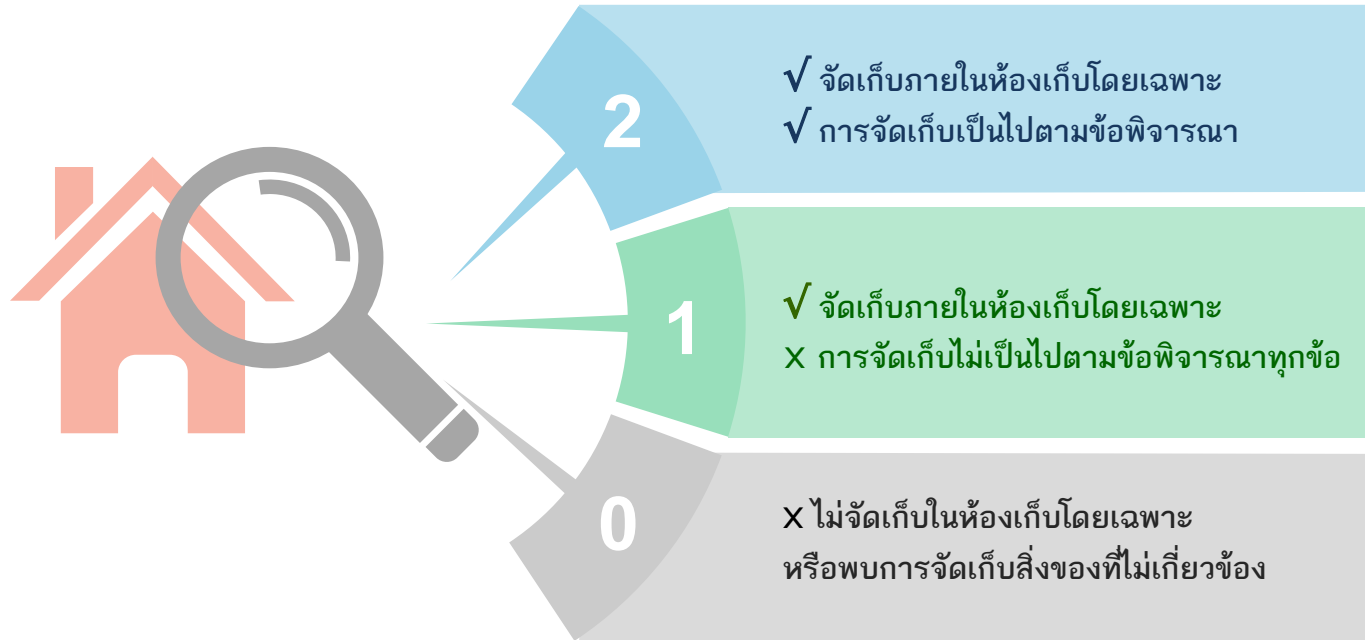 2
√ จัดเก็บภายในห้องเก็บโดยเฉพาะ
√ การจัดเก็บเป็นไปตามข้อพิจารณา
1
√ จัดเก็บภายในห้องเก็บโดยเฉพาะ
X การจัดเก็บไม่เป็นไปตามข้อพิจารณาทุกข้อ
0
X ไม่จัดเก็บในห้องเก็บโดยเฉพาะ
หรือพบการจัดเก็บสิ่งของที่ไม่เกี่ยวข้อง